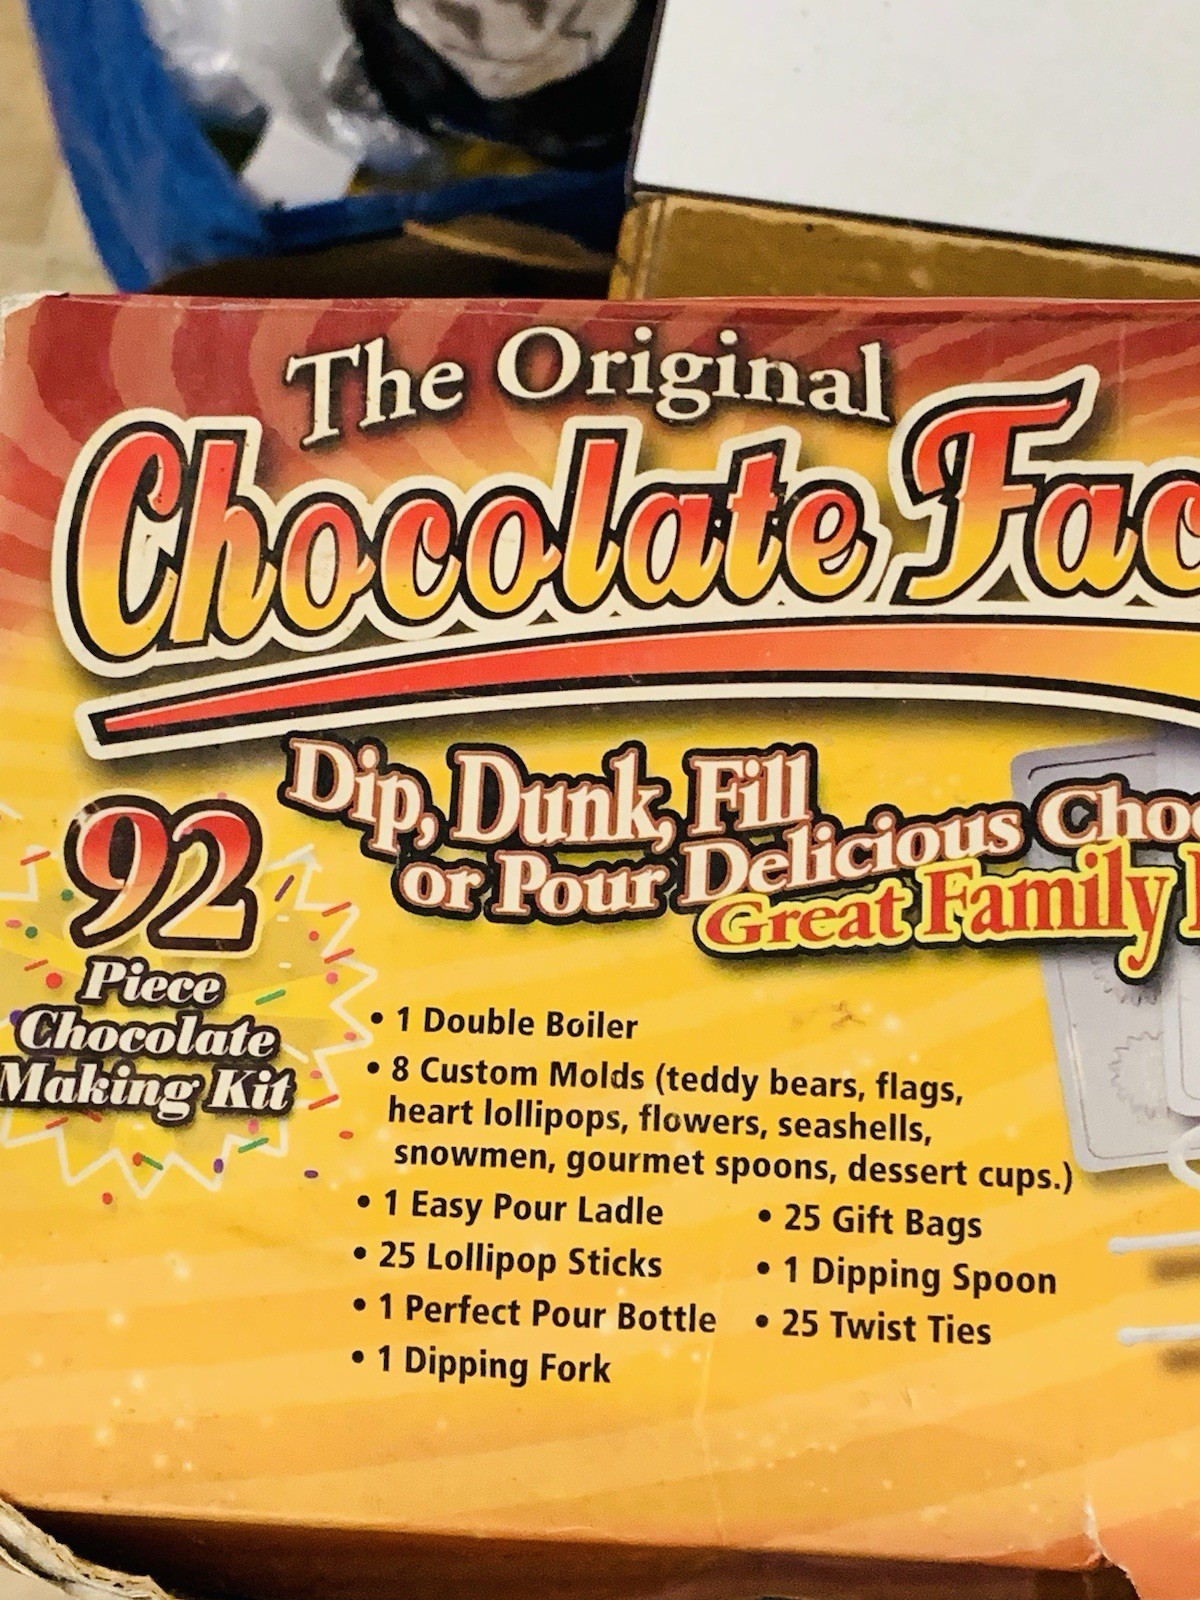 The Original
Chocolate Fac
Dip, Dunk, Fill
or Pour Delicious Choc
Great Family
92
Piece
Chocolate
Making Kit
• 1 Double Boiler
• 8 Custom Molds (teddy bears, flags,
heart lollipops, flowers, seashells,
snowmen, gourmet spoons, dessert cups.)
• 1 Easy Pour Ladle
• 25 Lollipop Sticks
• 1 Perfect Pour Bottle
• 1 Dipping Fork
• 25 Gift Bags
• 1 Dipping Spoon
• 25 Twist Ties